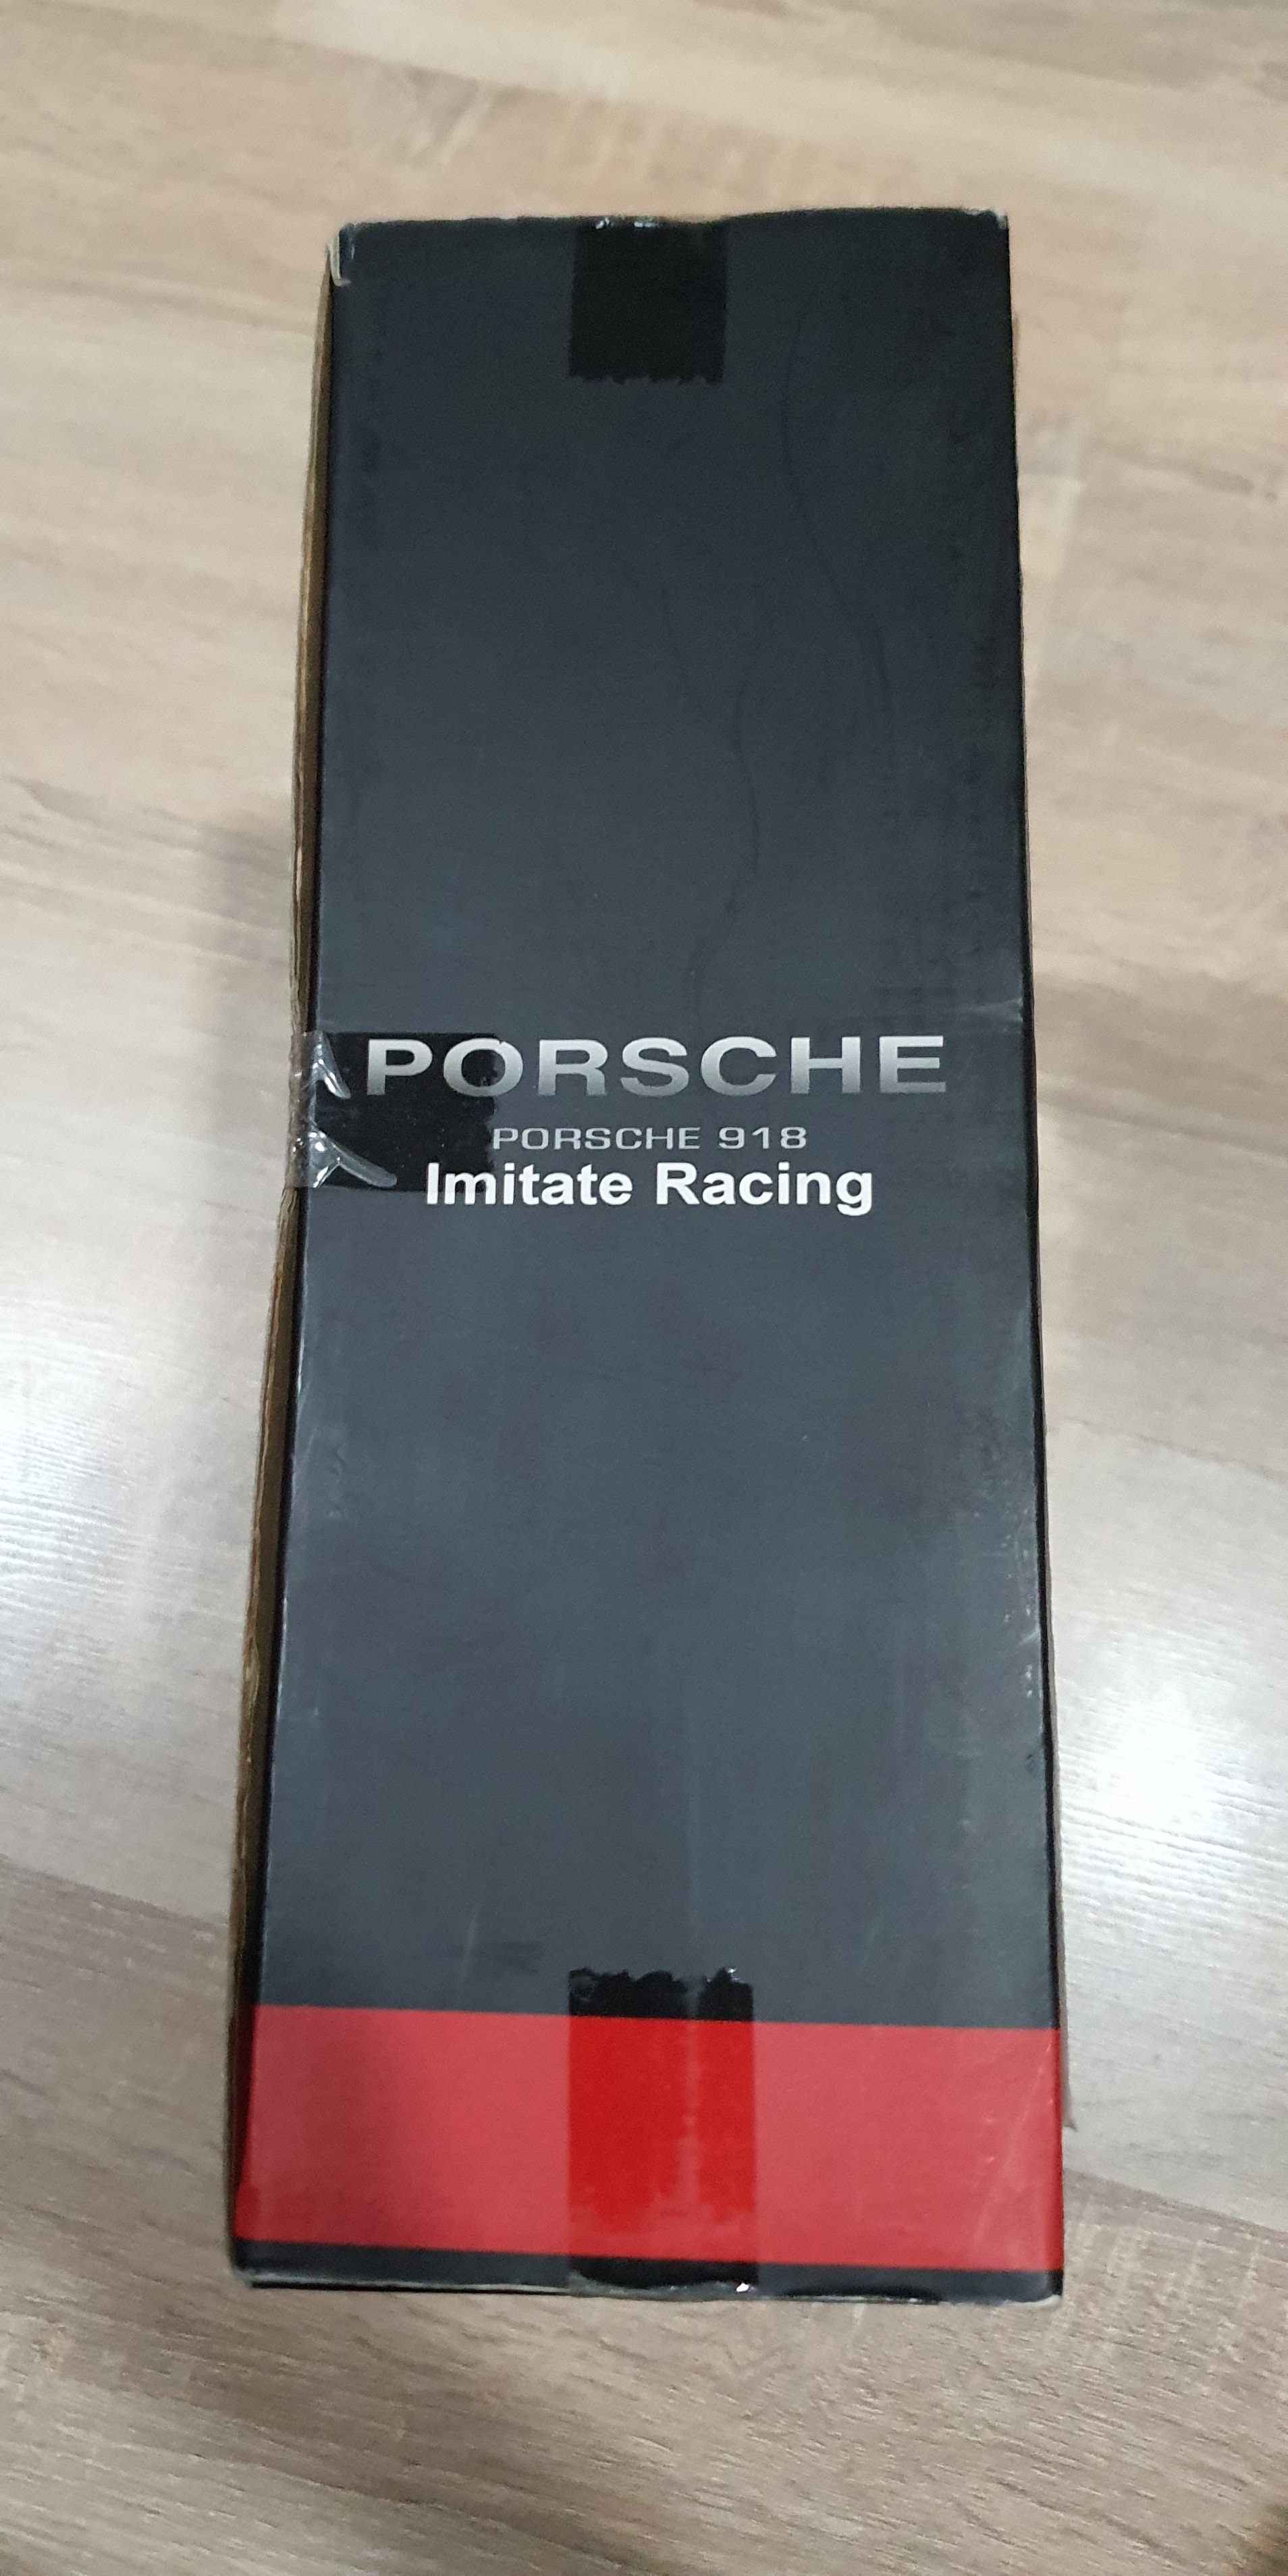 PORSCHE
PORSCHE 918
Imitate Racing